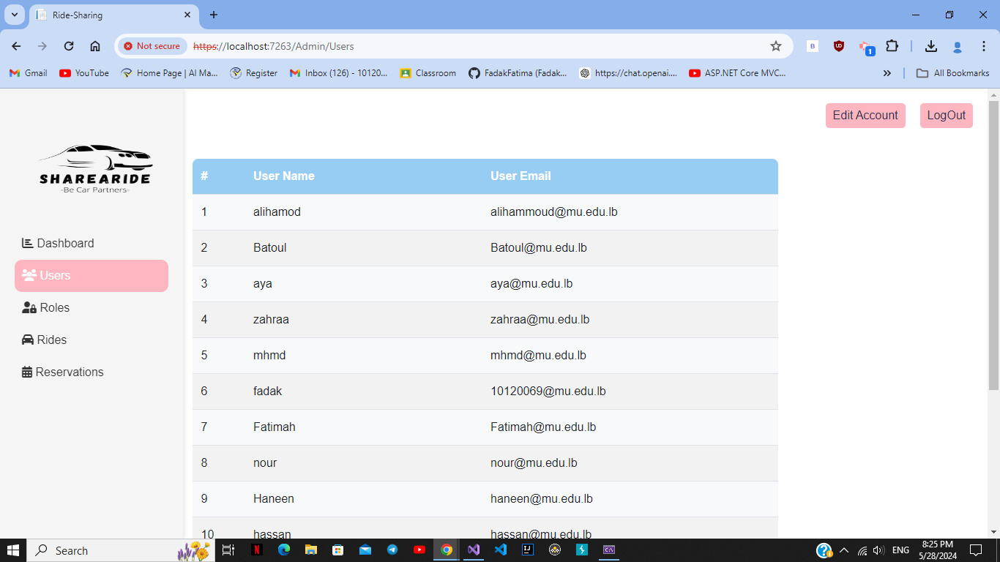 Ride-Sharing
Not secure https://localhost:7263/Admin/Users
Gmail YouTube Home Page | AI Ma... Register Inbox (126) - 10120... Classroom FadakFatima (Fadak... https://chat.openai.... ASP.NET Core MVC... All Bookmarks
Edit Account LogOut
SHAREARIDE
-Be Car Partners-
Dashboard
Users
Roles
Rides
Reservations
# User Name User Email
1 alihamod alihammoud@mu.edu.lb
2 Batoul Batoul@mu.edu.lb
3 aya aya@mu.edu.lb
4 zahraa zahraa@mu.edu.lb
5 mhmd mhmd@mu.edu.lb
6 fadak 10120069@mu.edu.lb
7 Fatimah Fatimah@mu.edu.lb
8 nour nour@mu.edu.lb
9 Haneen haneen@mu.edu.lb
10 hassan hassan@mu.edu.lb
Search
ENG
8:25 PM
5/28/2024